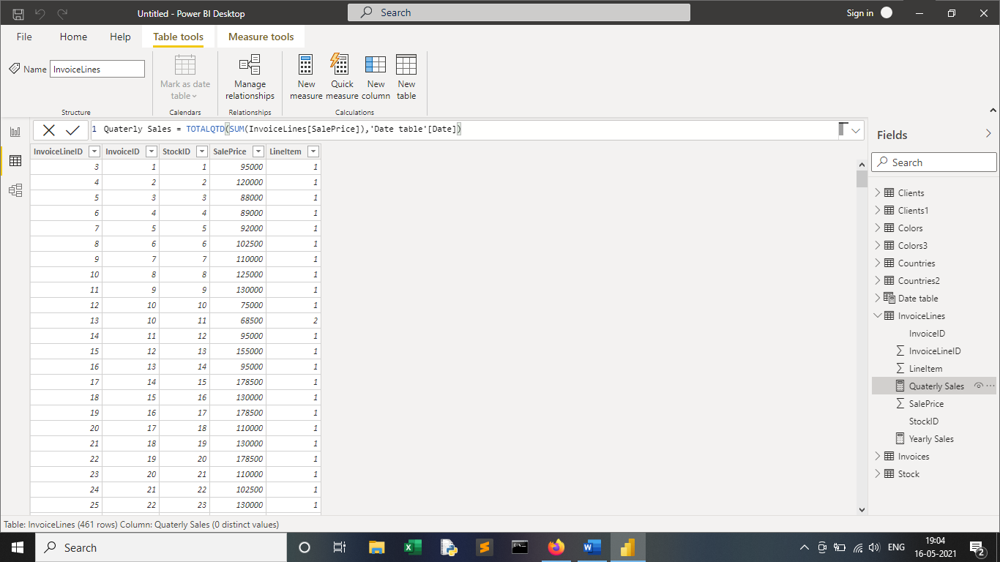 Untitled - Power BI Desktop
Search
Sign in
File
Home
Help
Table tools
Measure tools
Name
InvoiceLines
Mark as date table
Manage relationships
New measure
Quick measure
New column
New table
Structure
Calendars
Relationships
Calculations
1 Quaterly Sales = TOTALQTD(SUM(InvoiceLines[SalePrice]),'Date table'[Date])
InvoiceLineID InvoiceID StockID SalePrice LineItem
3 1 1 95000 1
4 2 2 120000 1
5 3 3 88000 1
6 4 4 89000 1
7 5 5 92000 1
8 6 6 102500 1
9 7 7 110000 1
10 8 8 125000 1
11 9 9 130000 1
12 10 10 75000 1
13 10 11 68500 2
14 11 12 95000 1
15 12 13 155000 1
16 13 14 95000 1
17 14 15 178500 1
18 15 16 130000 1
19 16 17 178500 1
20 17 18 110000 1
21 18 19 130000 1
22 19 20 178500 1
23 20 21 110000 1
24 21 22 102500 1
25 22 23 130000 1
Fields
Search
Clients
Clients1
Colors
Colors3
Countries
Countries2
Date table
InvoiceLines
InvoiceID
InvoiceLineID
LineItem
Quaterly Sales
SalePrice
StockID
Yearly Sales
Invoices
Stock
Table: InvoiceLines (461 rows) Column: Quaterly Sales (0 distinct values)
Search
ENG
19:04
16-05-2021
2